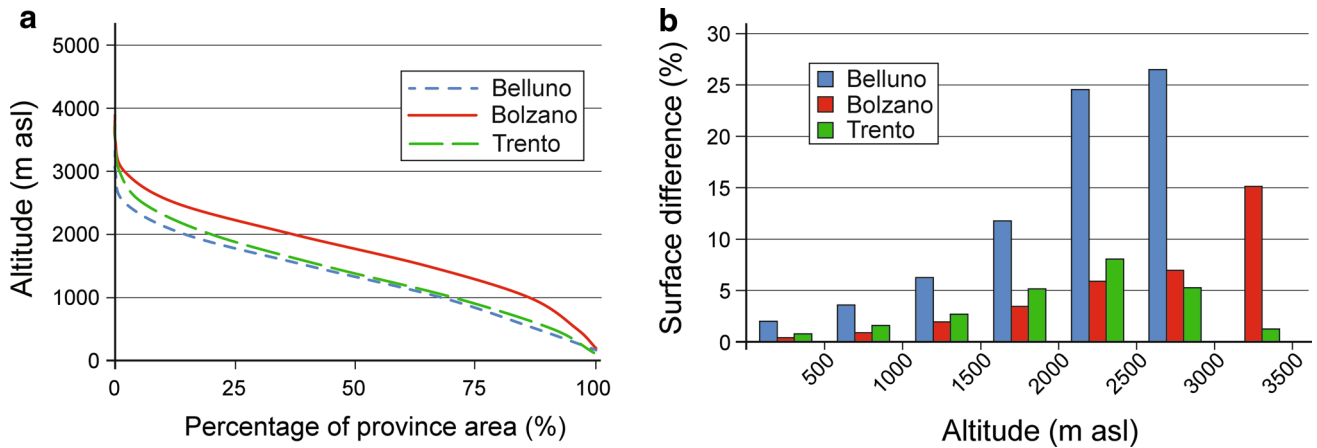 a
5000
4000
3000
2000
1000
0
Altitude (m asl)
Belluno
Bolzano
Trento
0 25 50 75 100
Percentage of province area (%)
b
30
25
20
15
10
5
0
Surface difference (%)
Belluno
Bolzano
Trento
500 1000 1500 2000 2500 3000 3500
Altitude (m asl)